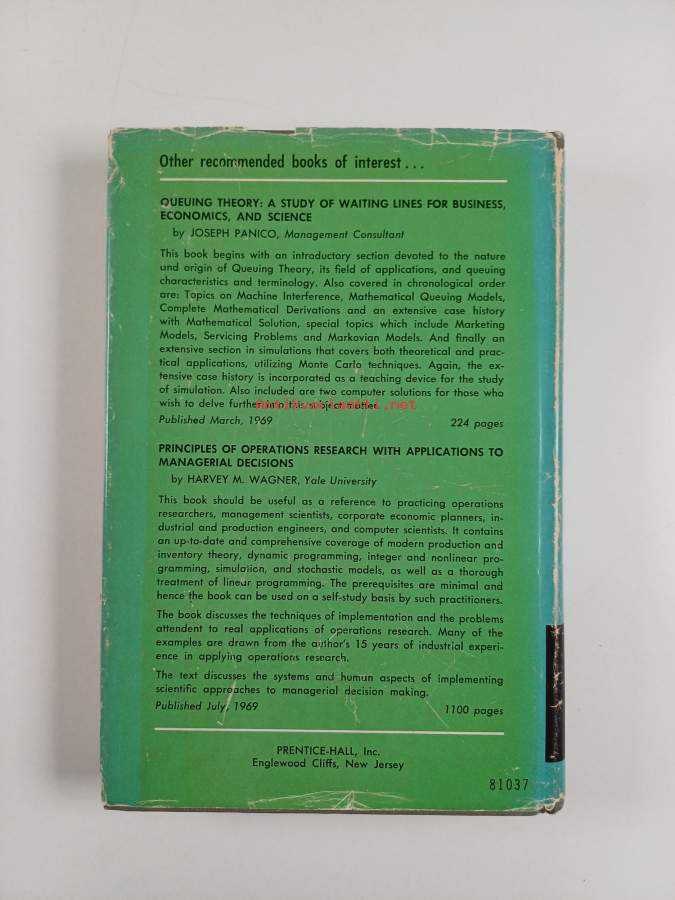 Other recommended books of interest . . .
QUEUING THEORY: A STUDY OF WAITING LINES FOR BUSINESS,
ECONOMICS, AND SCIENCE
by JOSEPH PANICO, Management Consultant
This book begins with an introductory section devoted to the nature
and origin of Queuing Theory, its field of applications, and queuing
characteristics and terminology. Also covered in chronological order
are: Topics on Machine Interference, Mathematical Queuing Models,
Complete Mathematical Derivations and an extensive case history
with Mathematical Solution, special topics which include Marketing
Models, Servicing Problems and Markovian Models. And finally an
extensive section in simulations that covers both theoretical and prac-
tical applications, utilizing Monte Carlo techniques. Again, the ex-
tensive case history is incorporated as a teaching device for the study
of simulation. Also included are two computer solutions for those who
wish to delve further into this subject matter.
Published March, 1969 224 pages
PRINCIPLES OF OPERATIONS RESEARCH WITH APPLICATIONS TO
MANAGERIAL DECISIONS
by HARVEY M. WAGNER, Yale University
This book should be useful as a reference to practicing operations
researchers, management scientists, corporate economic planners, in-
dustrial and production engineers, and computer scientists. It contains
an up-to-date and comprehensive coverage of modern production and
inventory theory, dynamic programming, integer and nonlinear pro-
gramming, simulation, and stochastic models, as well as a thorough
treatment of linear programming. The prerequisites are minimal and
hence the book can be used on a self-study basis by such practitioners.
The book discusses the techniques of implementation and the problems
attendent to real applications of operations research. Many of the
examples are drawn from the author's 15 years of industrial experi-
ence in applying operations research.
The text discusses the systems and human aspects of implementing
scientific approaches to managerial decision making.
Published July, 1969 1100 pages
PRENTICE-HALL, Inc.
Englewood Cliffs, New Jersey
81037